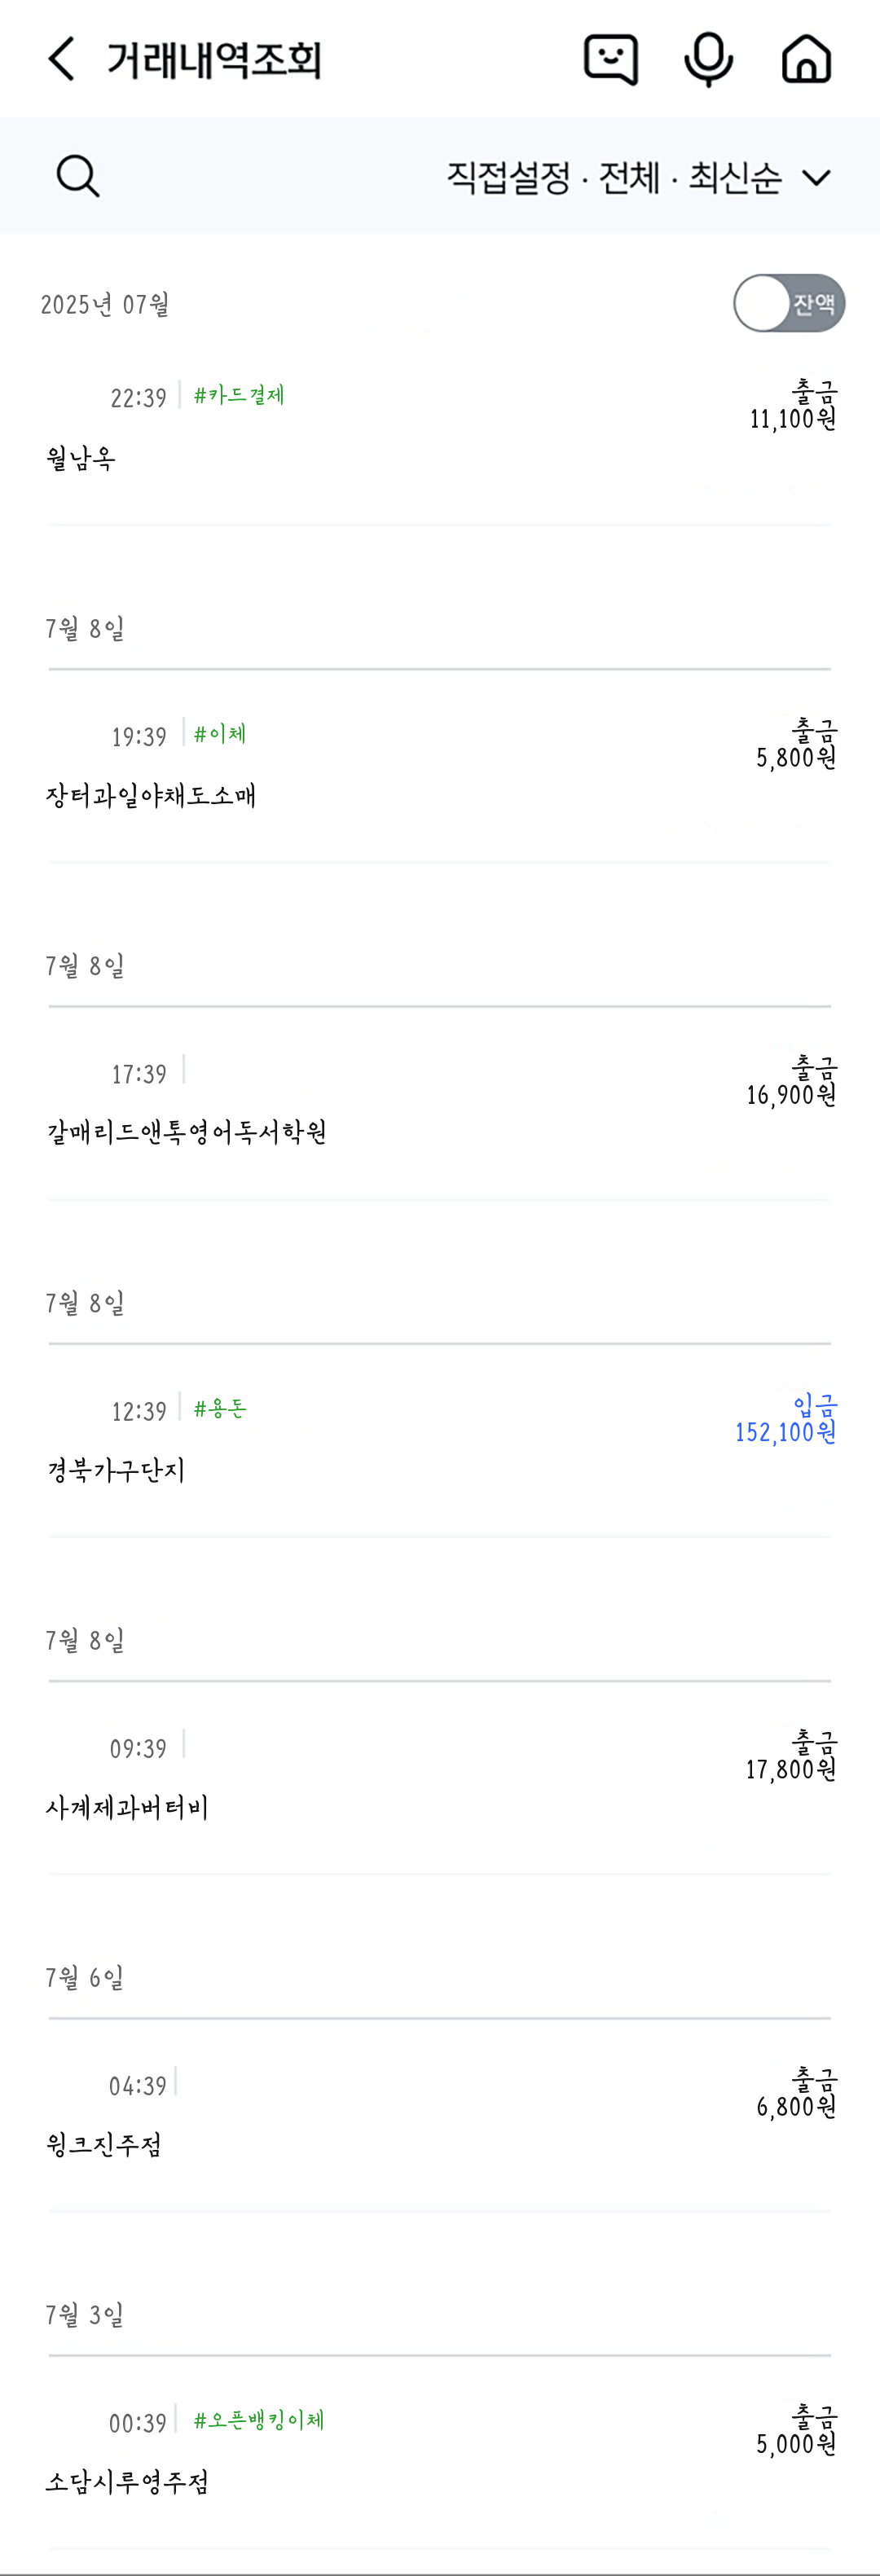 거래내역조회
직접설정 · 전체 · 최신순
2025년 07월
잔액
22:39 #카드결제
출금
11,100원
월남옥
7월 8일
19:39 #이체
출금
5,800원
장터과일야채도소매
7월 8일
17:39
출금
16,900원
갈매리드앤톡영어독서학원
7월 8일
12:39 #용돈
입금
152,100원
경북가구단지
7월 8일
09:39
출금
17,800원
사계제과버터비
7월 6일
04:39
출금
6,800원
윙크진주점
7월 3일
00:39 #오픈뱅킹이체
출금
5,000원
소담시루영주점